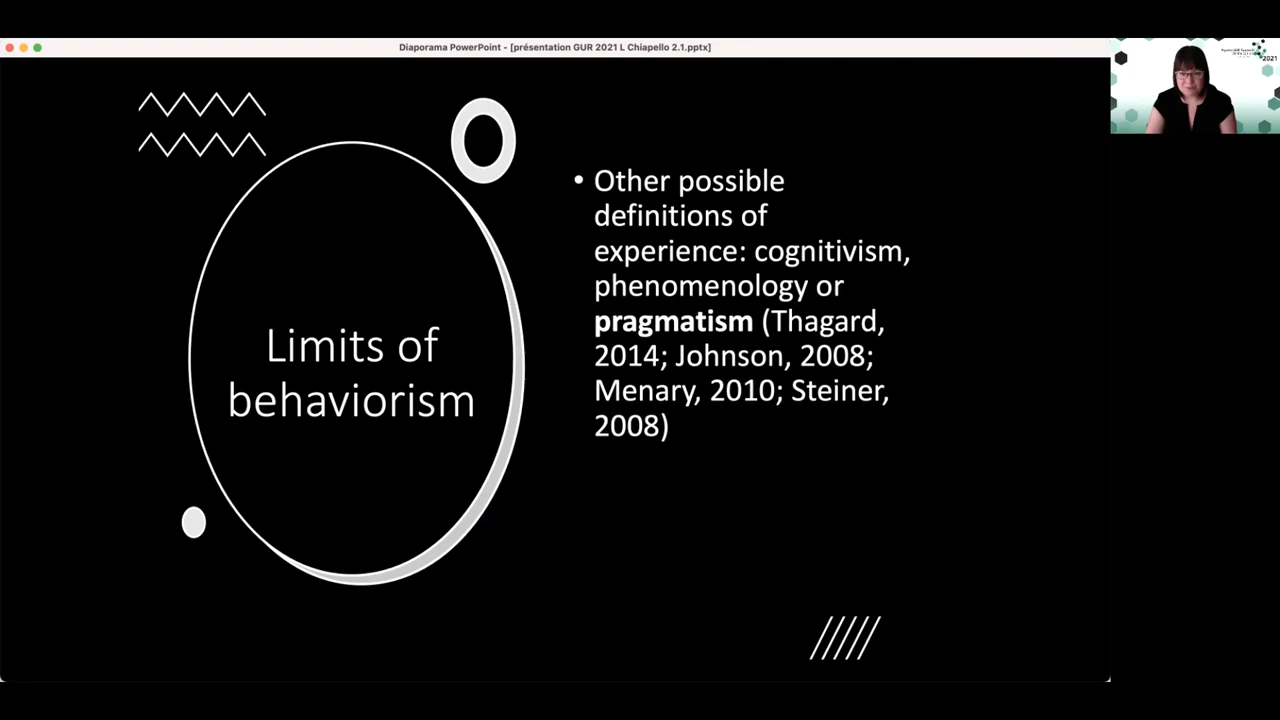 Diaporama PowerPoint - [présentation GUR 2021 L Chiapello 2.1.pptx]
2021
Limits of
behaviorism
• Other possible
definitions of
experience: cognitivism,
phenomenology or
pragmatism (Thagard,
2014; Johnson, 2008;
Menary, 2010; Steiner,
2008)